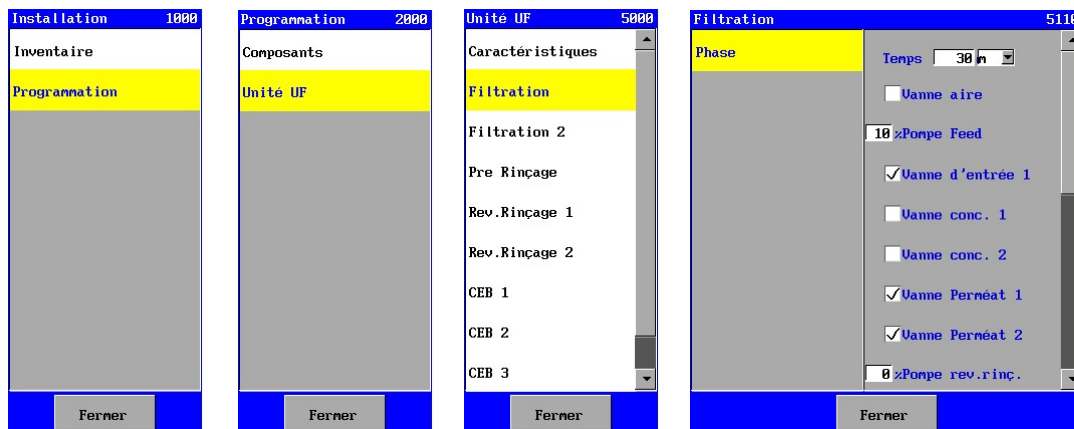 Installation 1000
Inventaire
Programmation
Fermer
Programmation 2000
Composants
Unité UF
Fermer
Unité UF 5000
Caractéristiques
Filtration
Filtration 2
Pre Rinçage
Rev.Rinçage 1
Rev.Rinçage 2
CEB 1
CEB 2
CEB 3
Fermer
Filtration 5110
Phase
Temps 30 m
Vanne aire
10 %Pompe Feed
Vanne d'entrée 1
Vanne conc. 1
Vanne conc. 2
Vanne Perméat 1
Vanne Perméat 2
0 %Pompe rev.rinç.
Fermer